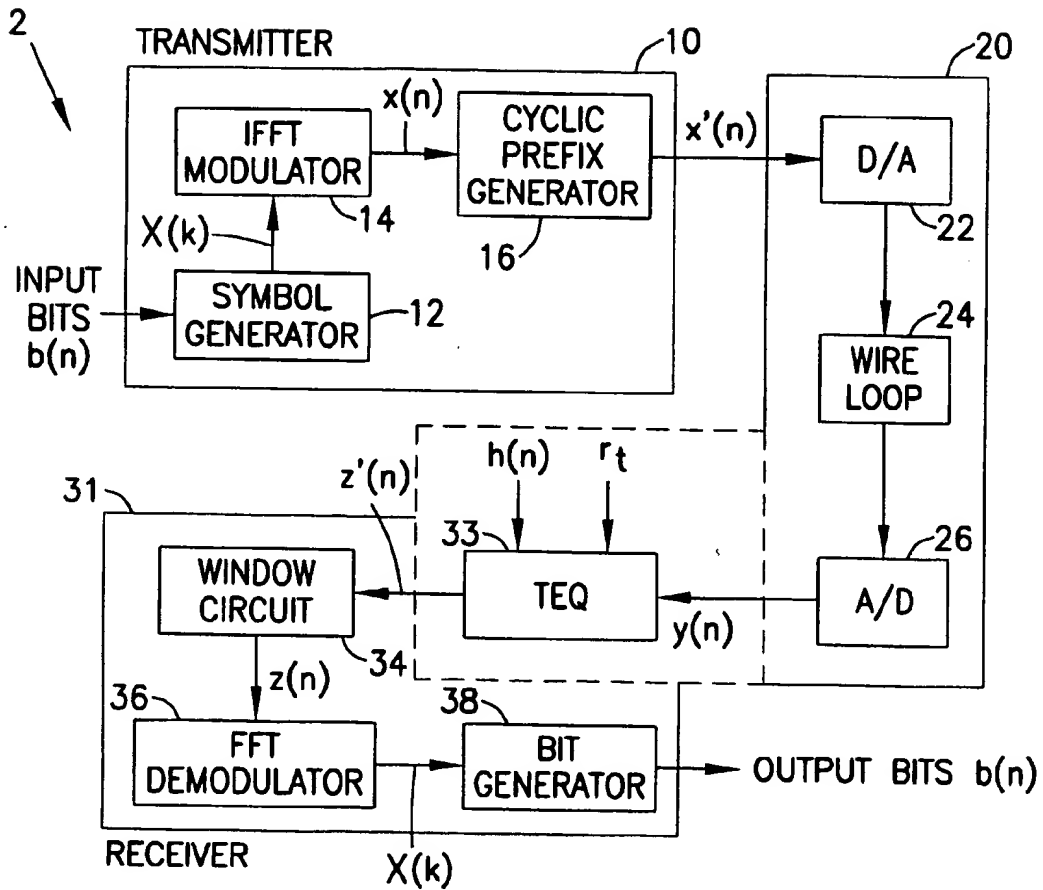 2
TRANSMITTER
10
20
IFFT
MODULATOR
14
x(n)
CYCLIC
PREFIX
GENERATOR
16
x'(n)
D/A
22
X(k)
INPUT
BITS
b(n)
SYMBOL
GENERATOR
12
24
WIRE
LOOP
h(n)
r t
z'(n)
31
33
TEQ
26
A/D
y(n)
WINDOW
CIRCUIT
34
z(n)
36
FFT
DEMODULATOR
38
BIT
GENERATOR
OUTPUT BITS b(n)
X(k)
RECEIVER